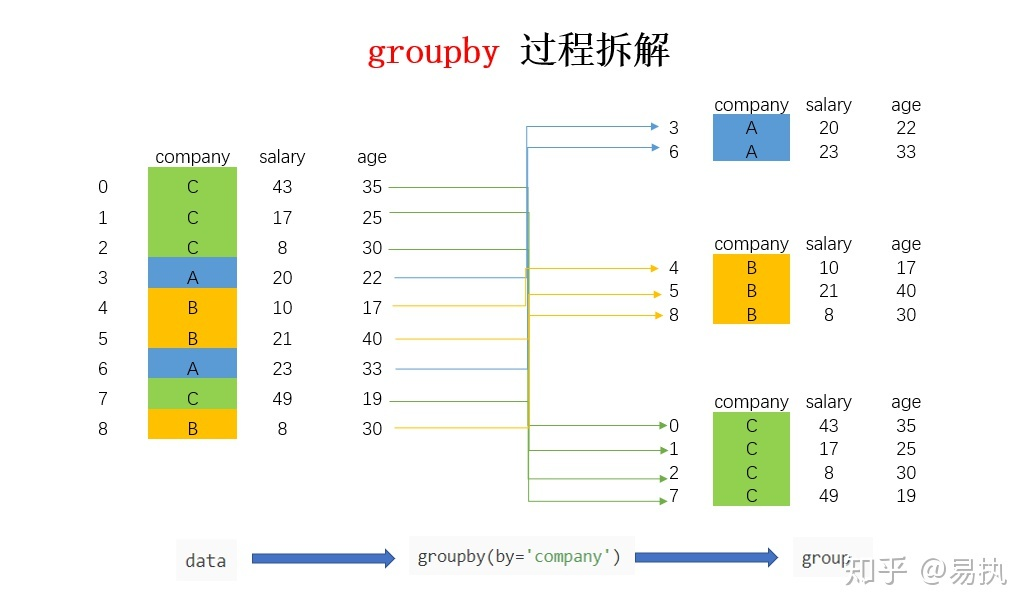 groupby 过程拆解
company salary age
0 C 43 35
1 C 17 25
2 C 8 30
3 A 20 22
4 B 10 17
5 B 21 40
6 A 23 33
7 C 49 19
8 B 8 30
company salary age
3 A 20 22
6 A 23 33
company salary age
4 B 10 17
5 B 21 40
8 B 8 30
company salary age
0 C 43 35
1 C 17 25
2 C 8 30
7 C 49 19
data groupby(by='company') group
知乎 @易执